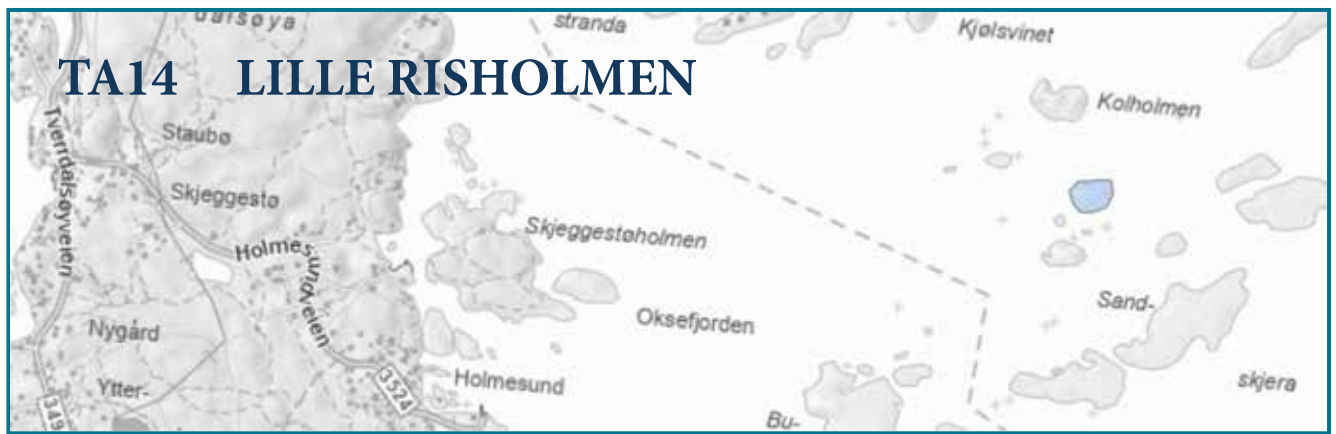 dalsøya
stranda
Kjølsvinet
TA14 LILLE RISHOLMEN
Kolholmen
Tverrdalsøyveien
Staubø
Skjeggestø
Skjeggestøholmen
Holmesundveien
Sand-
Oksefjorden
Nygård
Holmesund
skjera
Ytter-
3524
349
Bu-